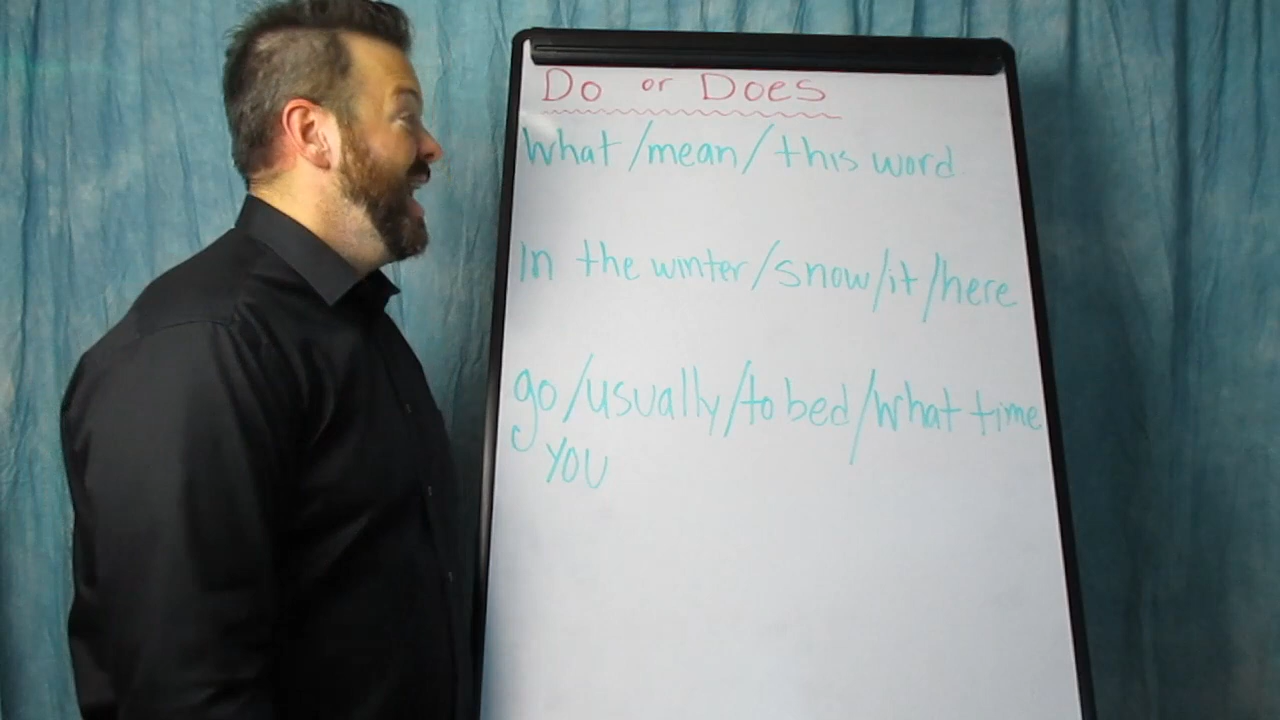 Do or Does
What / mean / this word
In the winter / snow / it / here
go / usually / to bed / what time
YOU